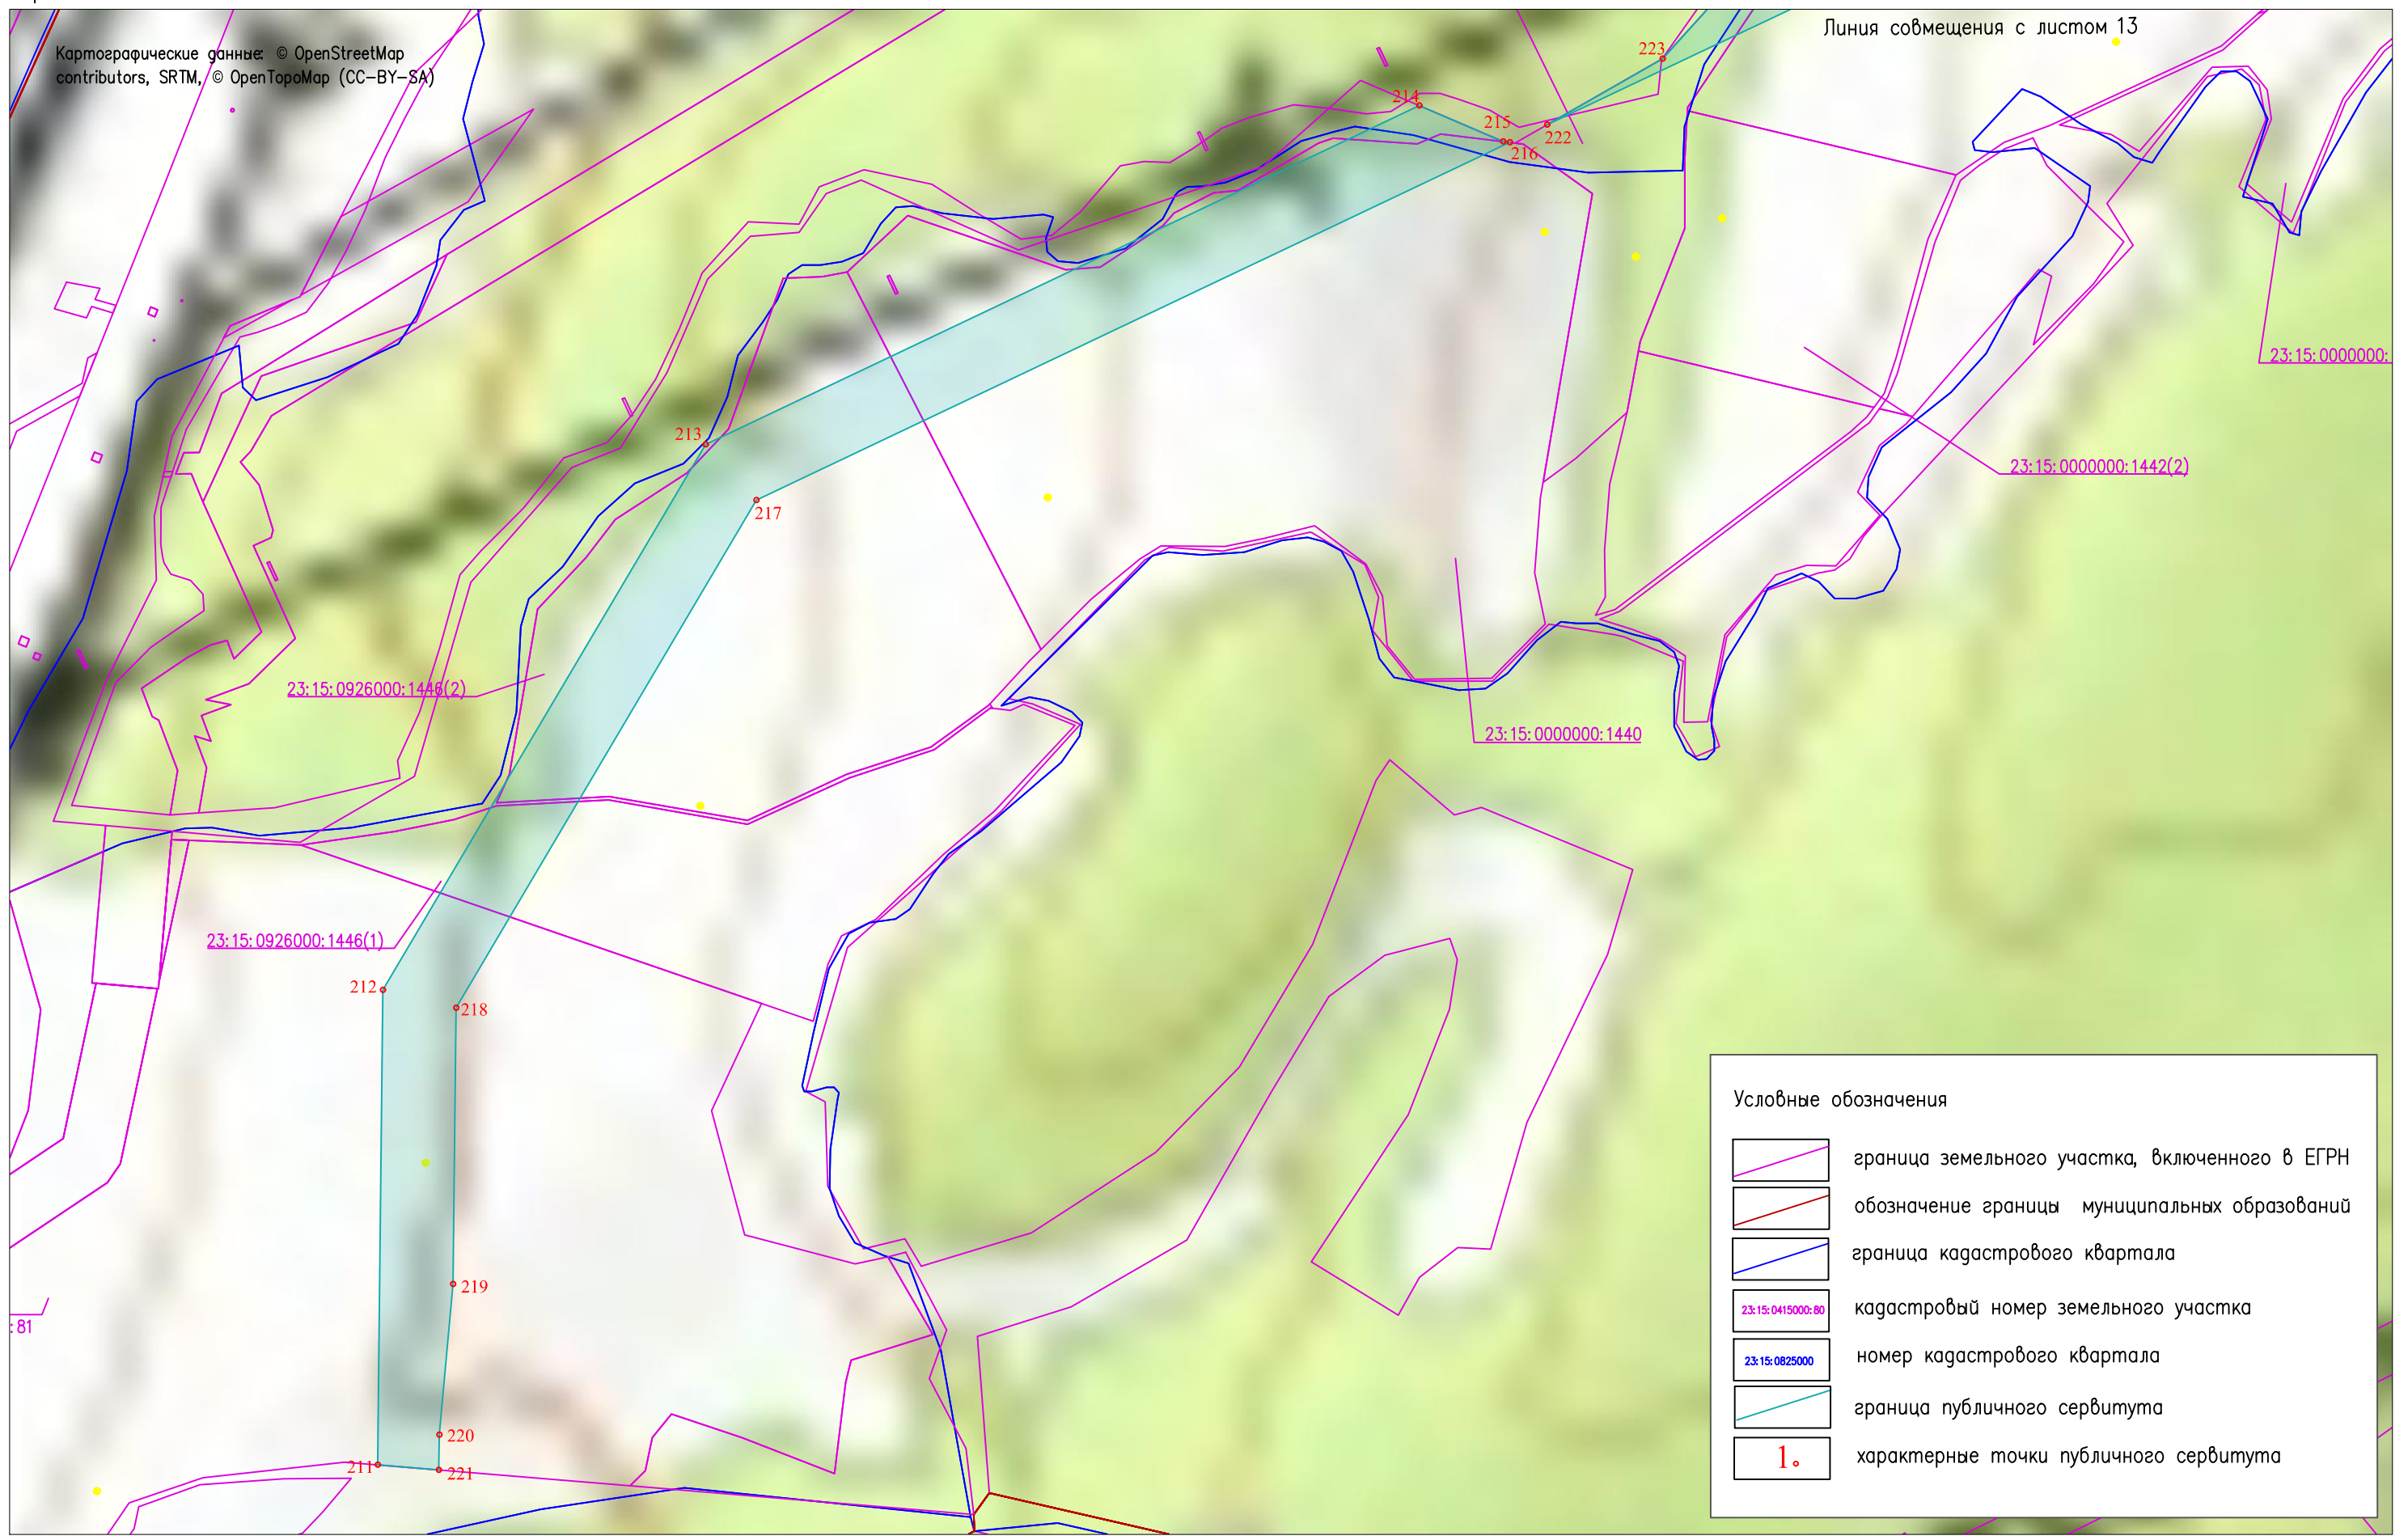 Линия совмещения с листом 13
Картографические данные: © OpenStreetMap
contributors, SRTM, © OpenTopoMap (CC-BY-SA)
223
214
215
222
216
23:15:0000000:
213
23:15:0000000:1442(2)
217
23:15:0926000:1446(2)
23:15:0000000:1440
23:15:0926000:1446(1)
212
218
219
:81
220
211
221
Условные обозначения
граница земельного участка, включенного в ЕГРН
обозначение границы муниципальных образований
граница кадастрового квартала
23:15:0415000:80 кадастровый номер земельного участка
23:15:0825000 номер кадастрового квартала
граница публичного сервитута
1. характерные точки публичного сервитута